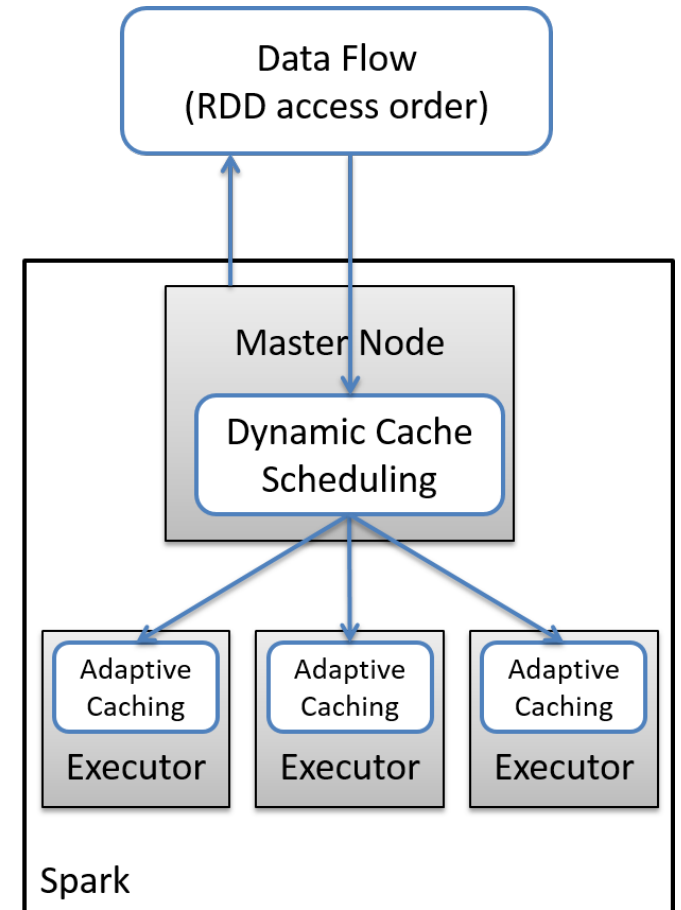 Data Flow
(RDD access order)
Master Node
Dynamic Cache
Scheduling
Adaptive
Caching
Executor
Adaptive
Caching
Executor
Adaptive
Caching
Executor
Spark